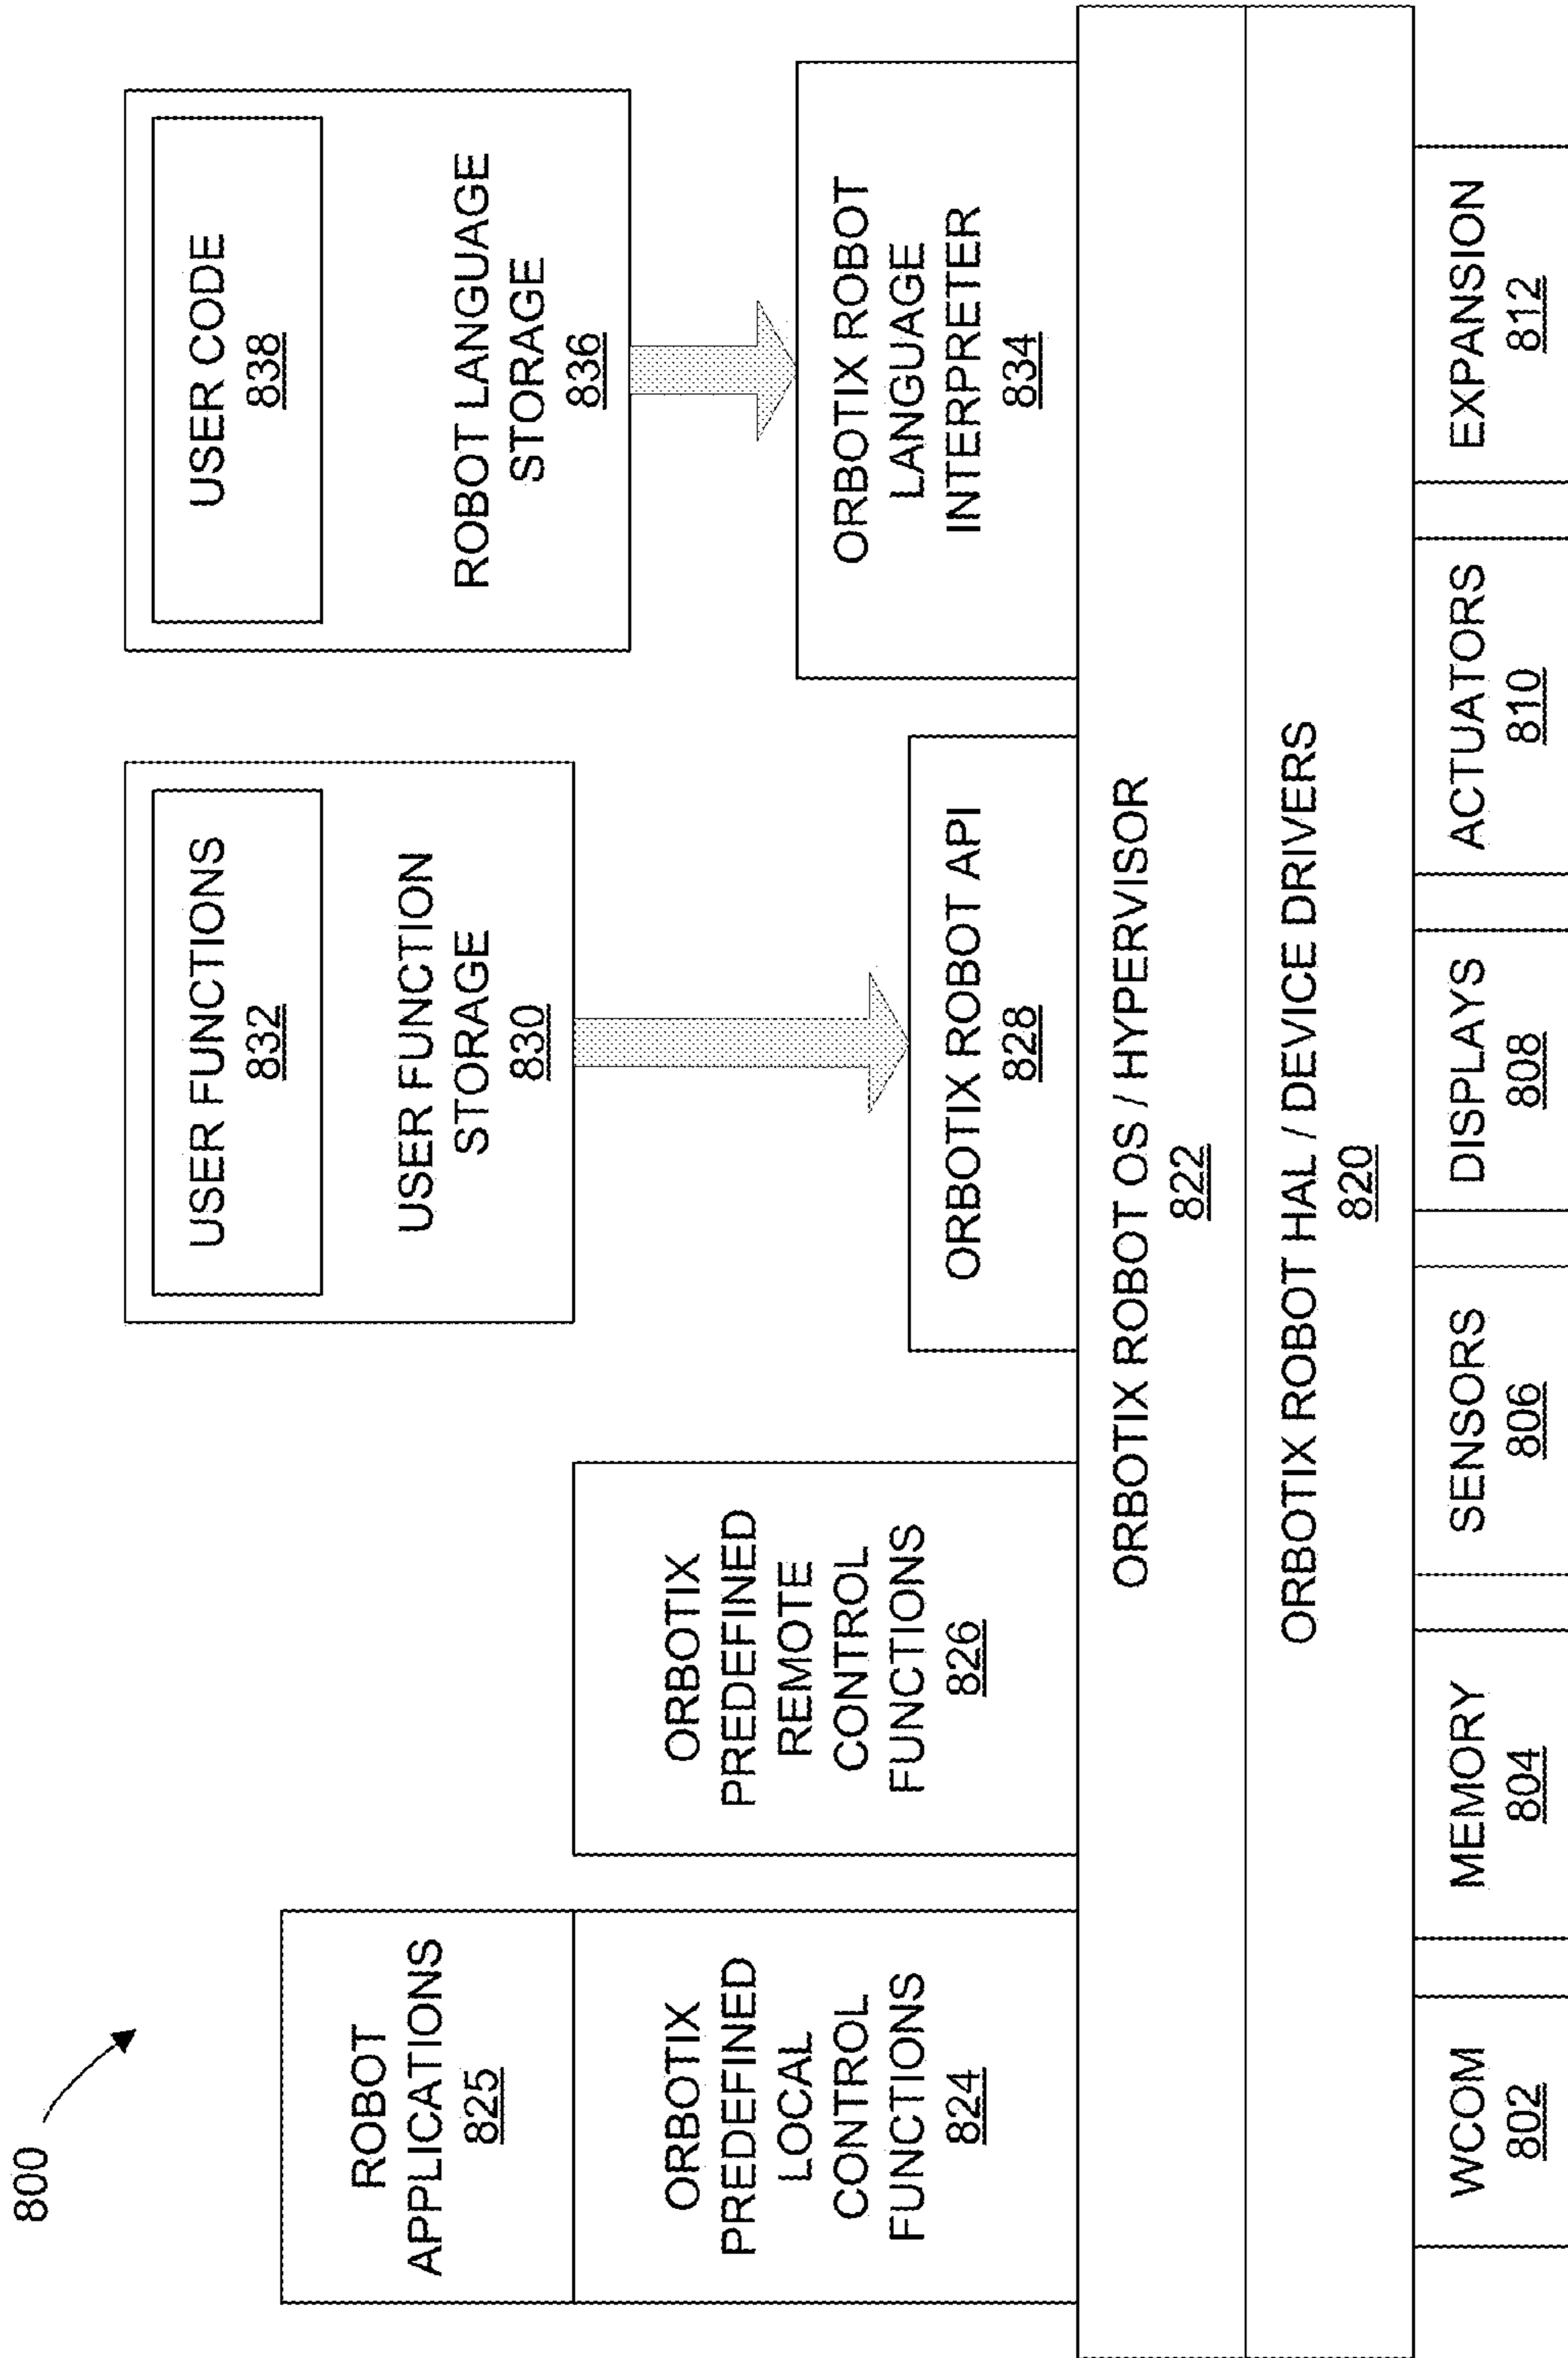 800
ROBOT
APPLICATIONS
825
ORBOTIX
PREDEFINED
LOCAL
CONTROL
FUNCTIONS
824
ORBOTIX
PREDEFINED
REMOTE
CONTROL
FUNCTIONS
826
USER FUNCTIONS
832
USER FUNCTION
STORAGE
830
ORBOTIX ROBOT API
828
USER CODE
838
ROBOT LANGUAGE
STORAGE
836
ORBOTIX ROBOT
LANGUAGE
INTERPRETER
834
ORBOTIX ROBOT OS / HYPERVISOR
822
ORBOTIX ROBOT HAL / DEVICE DRIVERS
820
WCOM
802
MEMORY
804
SENSORS
806
DISPLAYS
808
ACTUATORS
810
EXPANSION
812